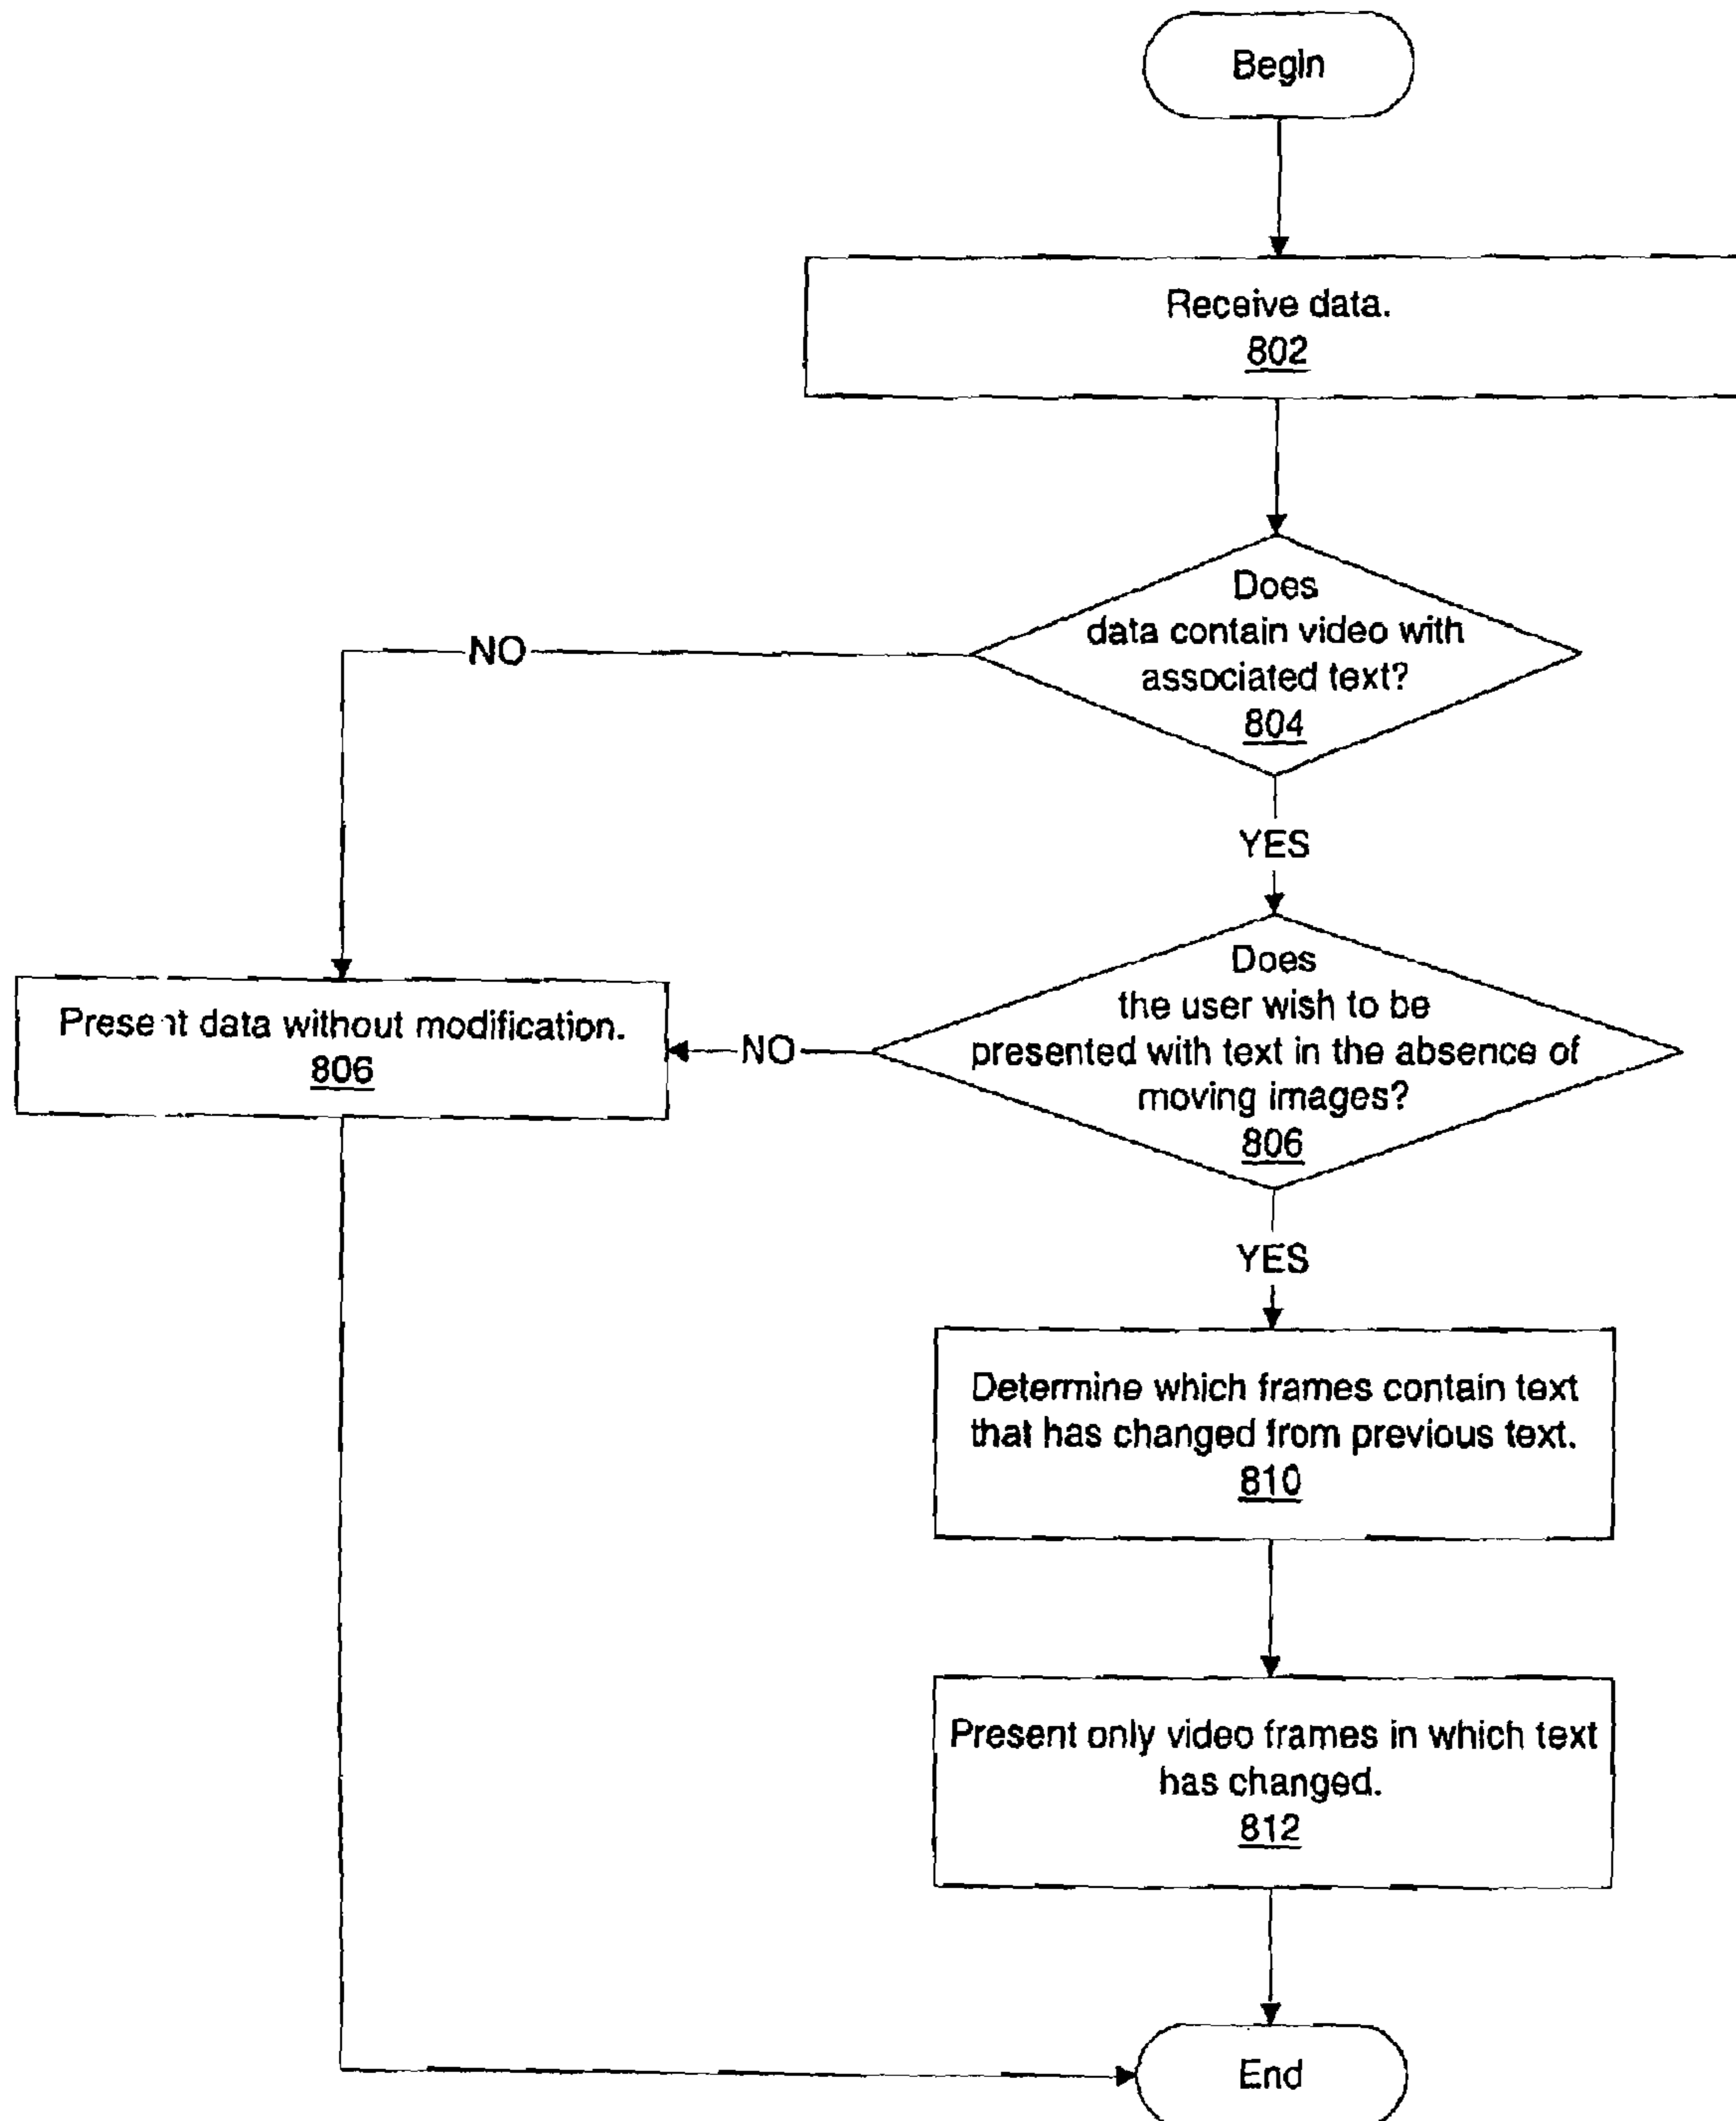 Begin
Receive data.
802
Does
data contain video with
associated text?
804
NO
YES
Does
the user wish to be
presented with text in the absence of
moving images?
806
NO
Present data without modification.
806
YES
Determine which frames contain text
that has changed from previous text.
810
Present only video frames in which text
has changed.
812
End